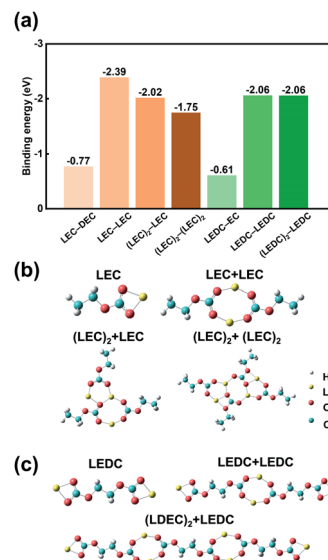 (a)
Binding energy (eV)
-3
-2
-1
0
-0.77
-2.39
-2.02
-1.75
-0.61
-2.06
-2.06
LEC–DEC
LEC–LEC
(LEC)₂–LEC
(LEC)₂–(LEC)₂
LEDC–EC
LEDC–LEDC
(LEDC)₂–LEDC
(b)
LEC
LEC+LEC
(LEC)₂+LEC
(LEC)₂+ (LEC)₂
H
(c)
LEDC
LEDC+LEDC
(LDEC)₂+LEDC